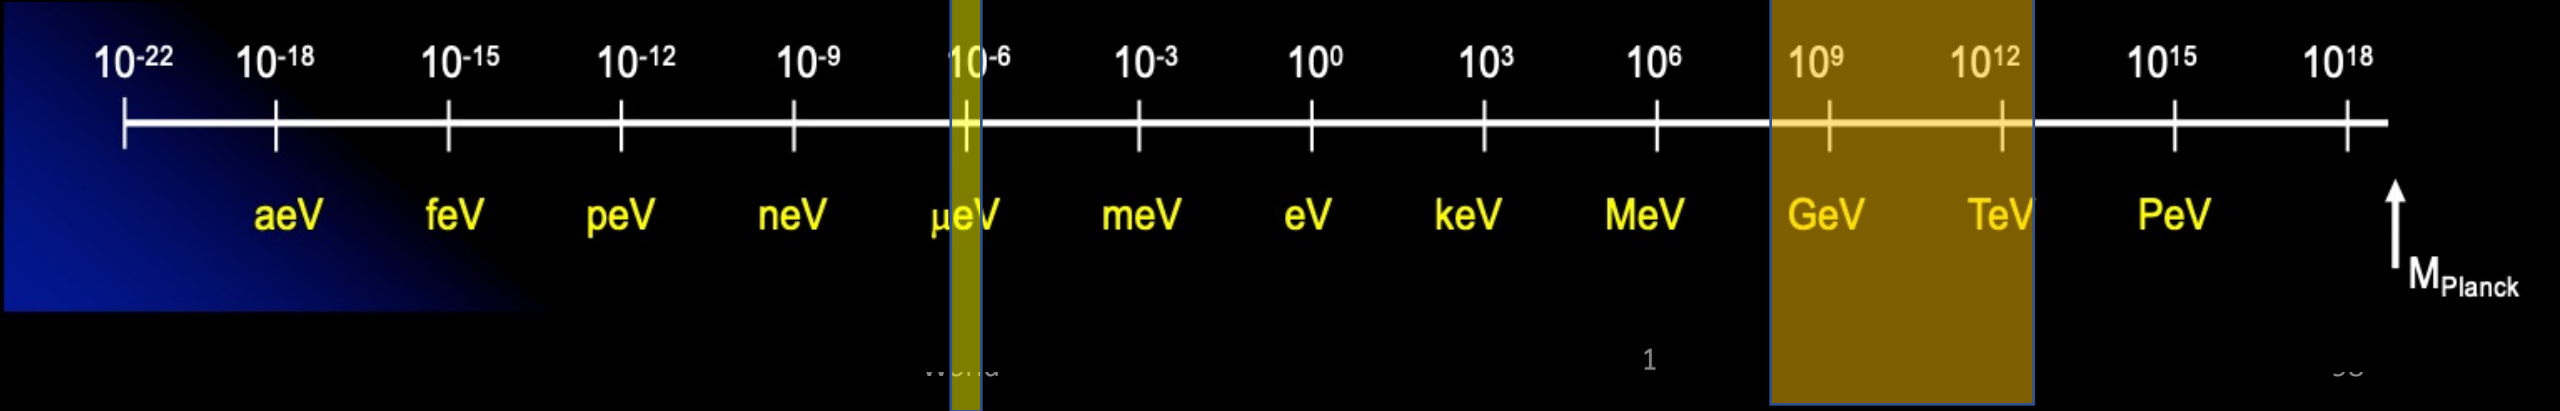 10⁻²² 10⁻¹⁸ 10⁻¹⁵ 10⁻¹² 10⁻⁹ 10⁻⁶ 10⁻³ 10⁰ 10³ 10⁶ 10⁹ 10¹² 10¹⁵ 10¹⁸
aeV feV peV neV μeV meV eV keV MeV GeV TeV PeV
M_Planck
1